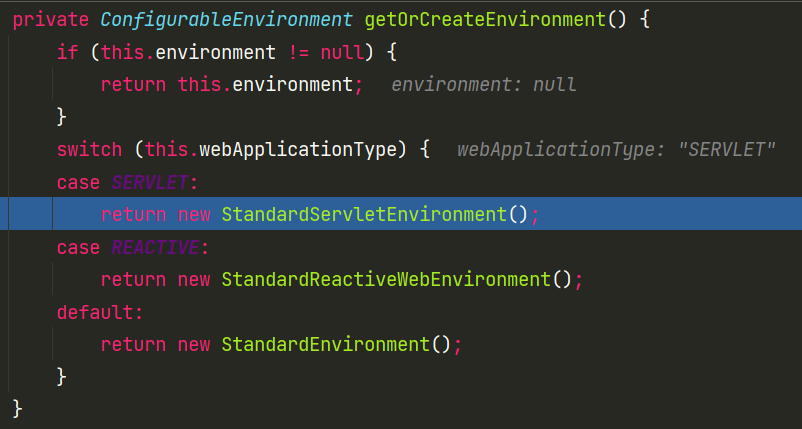 private ConfigurableEnvironment getOrCreateEnvironment() {
if (this.environment != null) {
return this.environment; environment: null
}
switch (this.webApplicationType) { webApplicationType: "SERVLET"
case SERVLET:
return new StandardServletEnvironment();
case REACTIVE:
return new StandardReactiveWebEnvironment();
default:
return new StandardEnvironment();
}
}